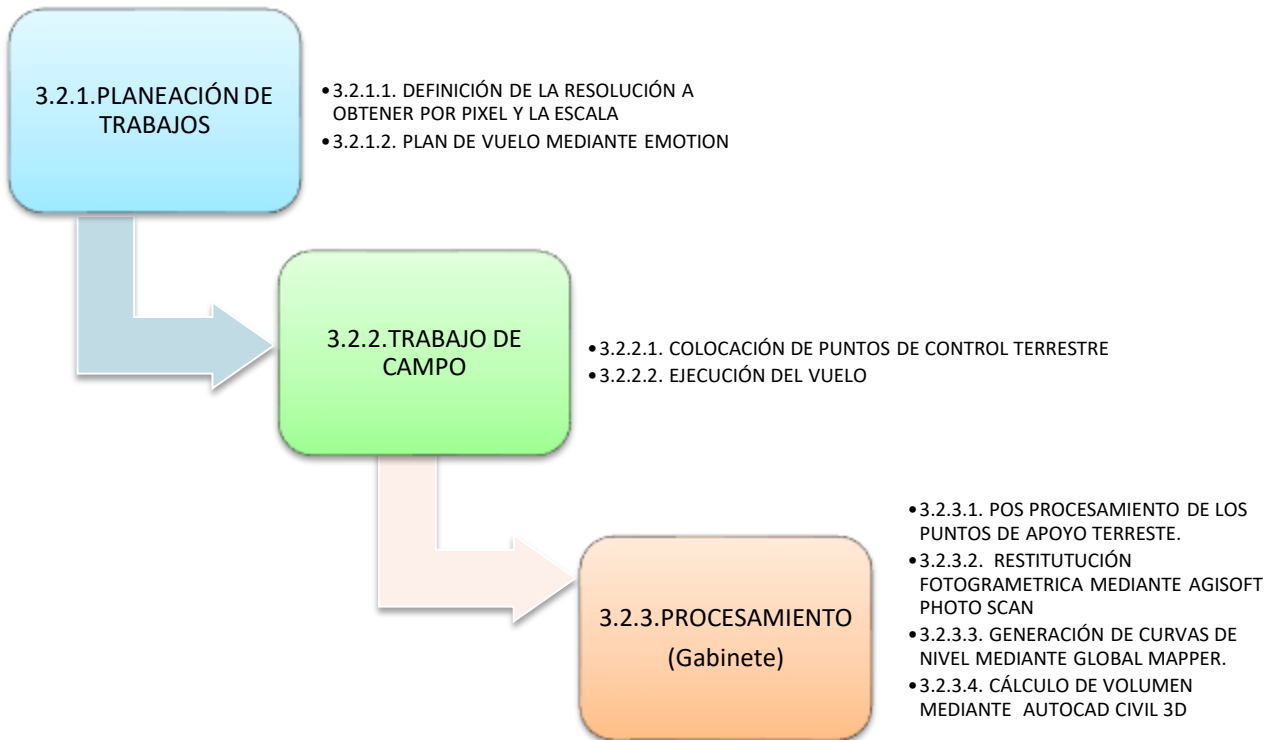 3.2.1.PLANEACIÓN DE
TRABAJOS
•3.2.1.1. DEFINICIÓN DE LA RESOLUCIÓN A
OBTENER POR PIXEL Y LA ESCALA
•3.2.1.2. PLAN DE VUELO MEDIANTE EMOTION
3.2.2.TRABAJO DE
CAMPO
•3.2.2.1. COLOCACIÓN DE PUNTOS DE CONTROL TERRESTRE
•3.2.2.2. EJECUCIÓN DEL VUELO
3.2.3.PROCESAMIENTO
(Gabinete)
•3.2.3.1. POS PROCESAMIENTO DE LOS
PUNTOS DE APOYO TERRESTE.
•3.2.3.2. RESTITUTUCIÓN
FOTOGRAMETRICA MEDIANTE AGISOFT
PHOTO SCAN
•3.2.3.3. GENERACIÓN DE CURVAS DE
NIVEL MEDIANTE GLOBAL MAPPER.
•3.2.3.4. CÁLCULO DE VOLUMEN
MEDIANTE AUTOCAD CIVIL 3D